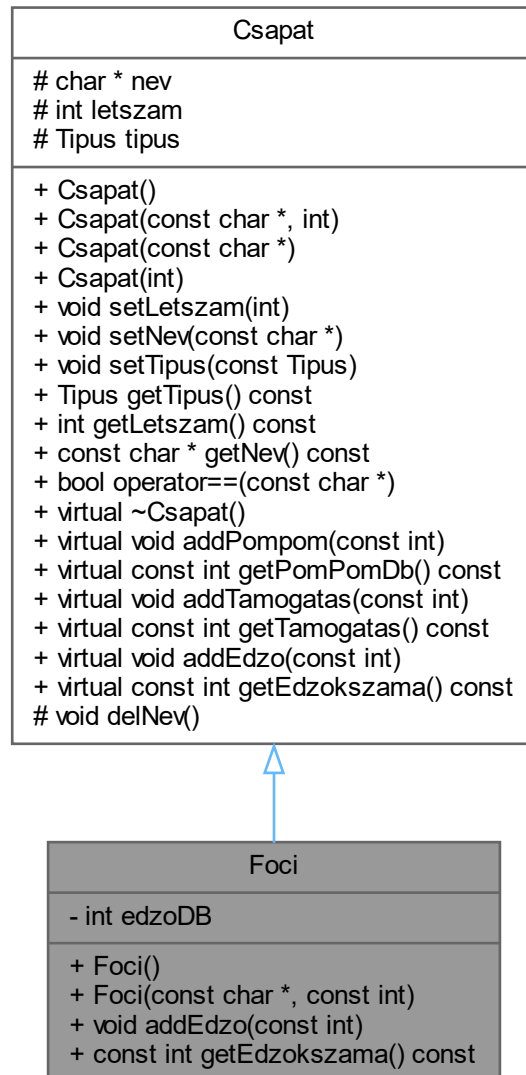 Csapat
# char * nev
# int letszam
# Tipus tipus
+ Csapat()
+ Csapat(const char *, int)
+ Csapat(const char *)
+ Csapat(int)
+ void setLetszam(int)
+ void setNev(const char *)
+ void setTipus(const Tipus)
+ Tipus getTipus() const
+ int getLetszam() const
+ const char * getNev() const
+ bool operator==(const char *)
+ virtual ~Csapat()
+ virtual void addPompom(const int)
+ virtual const int getPomPomDb() const
+ virtual void addTamogatas(const int)
+ virtual const int getTamogatas() const
+ virtual void addEdzo(const int)
+ virtual const int getEdzokszama() const
# void delNev()
Foci
- int edzoDB
+ Foci()
+ Foci(const char *, const int)
+ void addEdzo(const int)
+ const int getEdzokszama() const